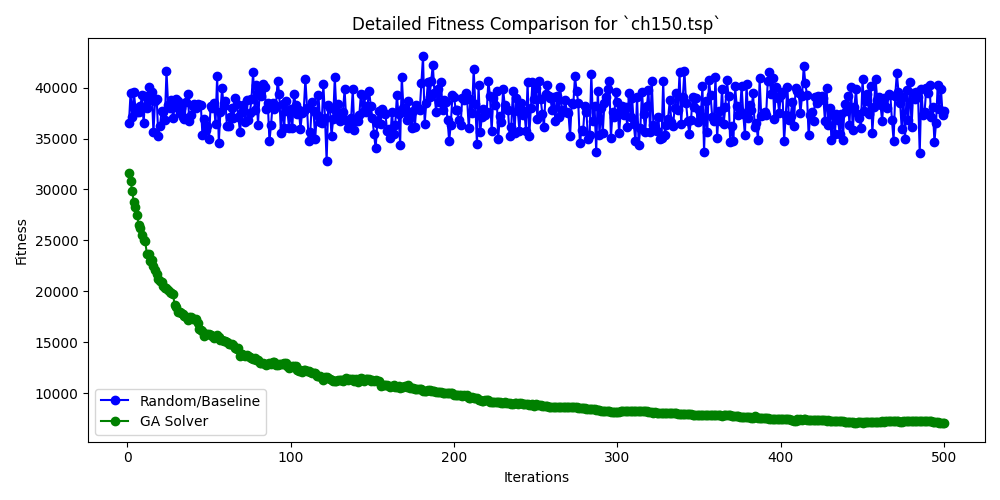 Detailed Fitness Comparison for `ch150.tsp`
Fitness
40000
35000
30000
25000
20000
15000
10000
Random/Baseline
GA Solver
0 100 200 300 400 500
Iterations